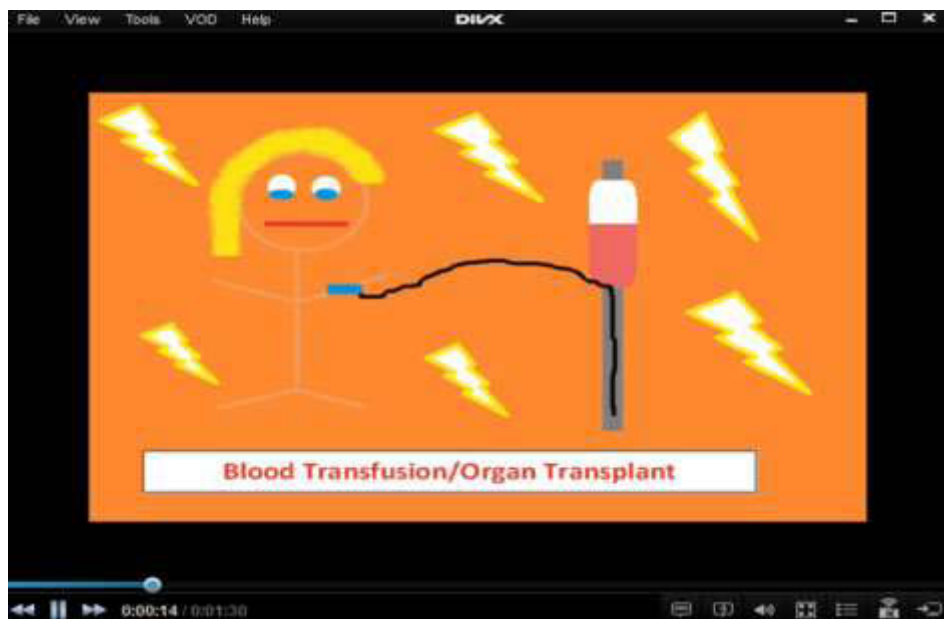 File View Tools VOD Help DIVX
Blood Transfusion/Organ Transplant
0:00:14 / 0:01:30